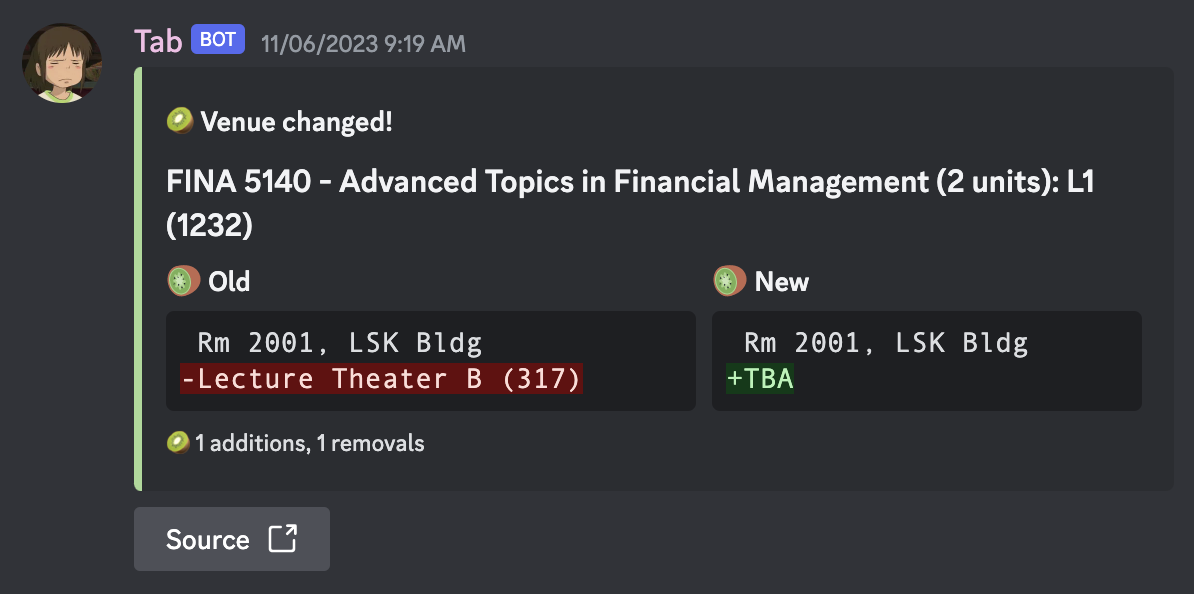 Tab BOT 11/06/2023 9:19 AM
Venue changed!
FINA 5140 - Advanced Topics in Financial Management (2 units): L1
(1232)
Old
Rm 2001, LSK Bldg
-Lecture Theater B (317)
New
Rm 2001, LSK Bldg
+TBA
1 additions, 1 removals
Source